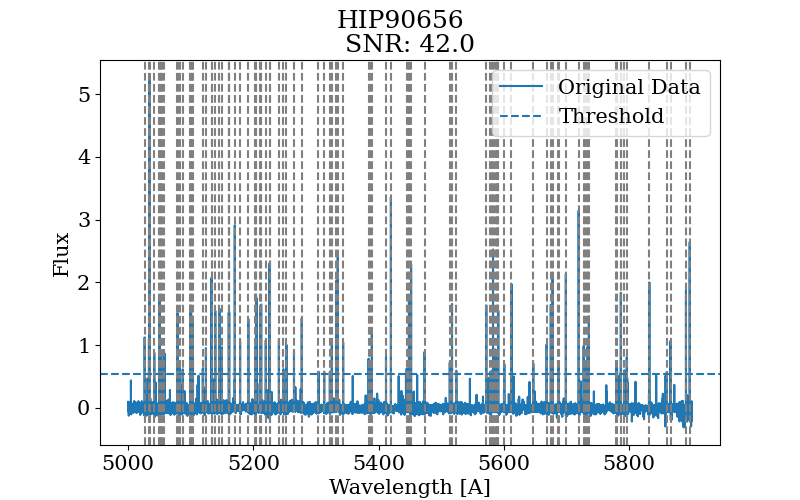 HIP90656
SNR: 42.0
Original Data
Threshold
Flux
5
4
3
2
1
0
5000 5200 5400 5600 5800
Wavelength [A]